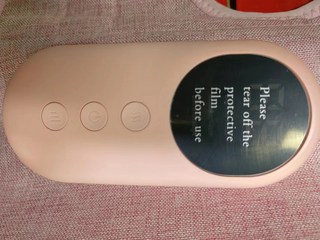 Please
tear off the
protective
film
before use